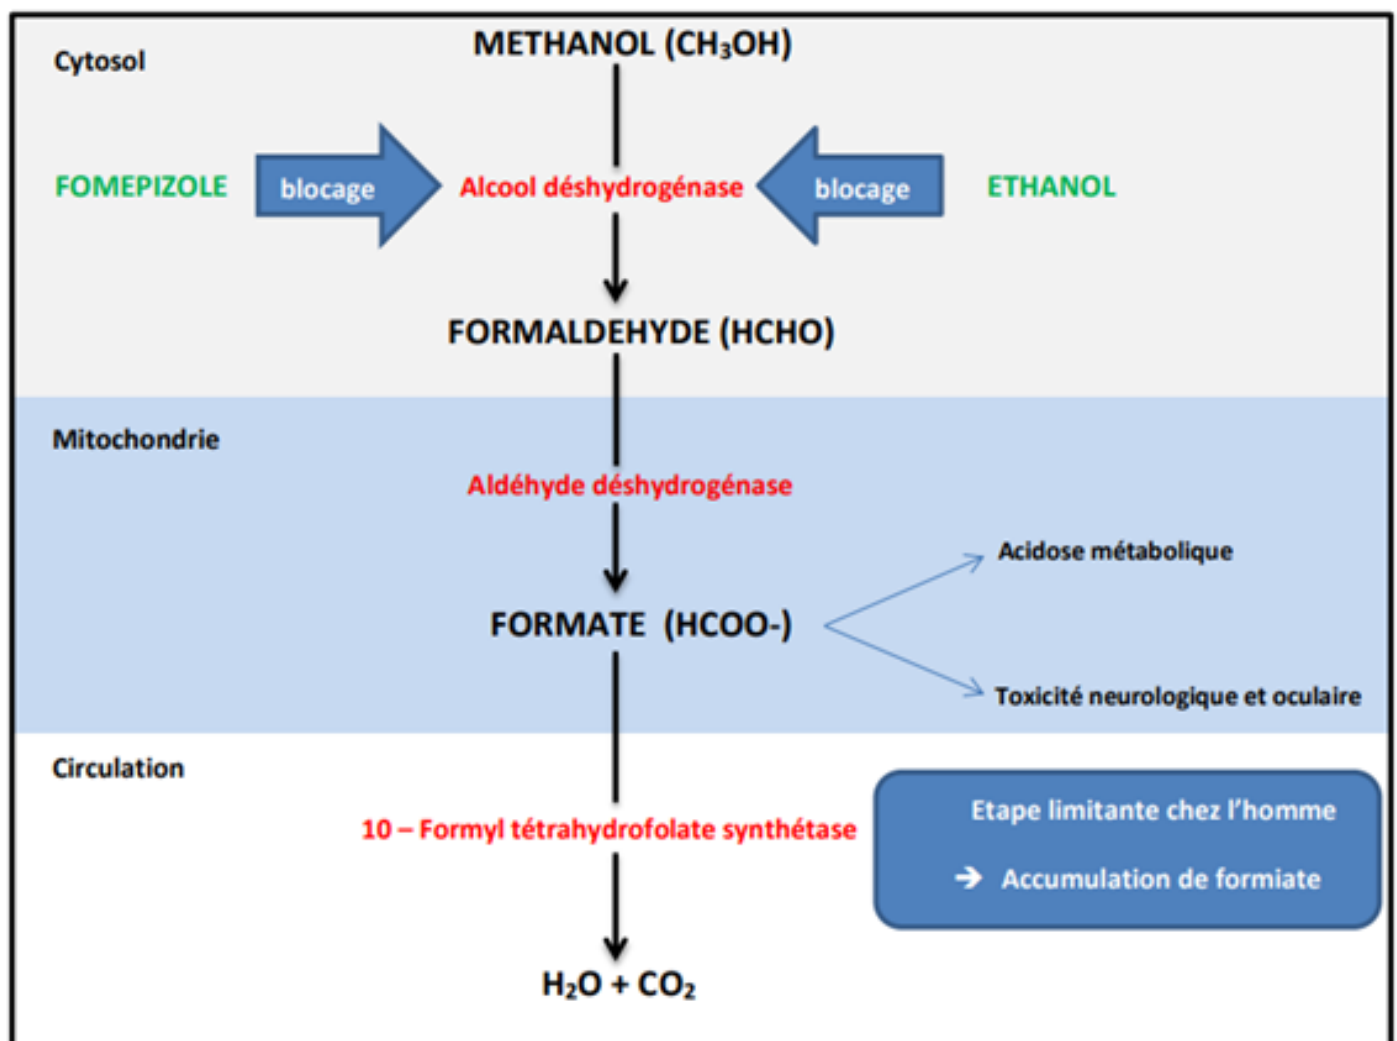 METHANOL (CH₃OH)
Cytosol
FOMEPIZOLE
blocage
Alcool déshydrogénase
blocage
ETHANOL
FORMALDEHYDE (HCHO)
Mitochondrie
Aldéhyde déshydrogénase
Acidose métabolique
FORMATE (HCOO-)
Toxicité neurologique et oculaire
Circulation
Etape limitante chez l'homme
10 – Formyl tétrahydrofolate synthétase
➔ Accumulation de formiate
H₂O + CO₂